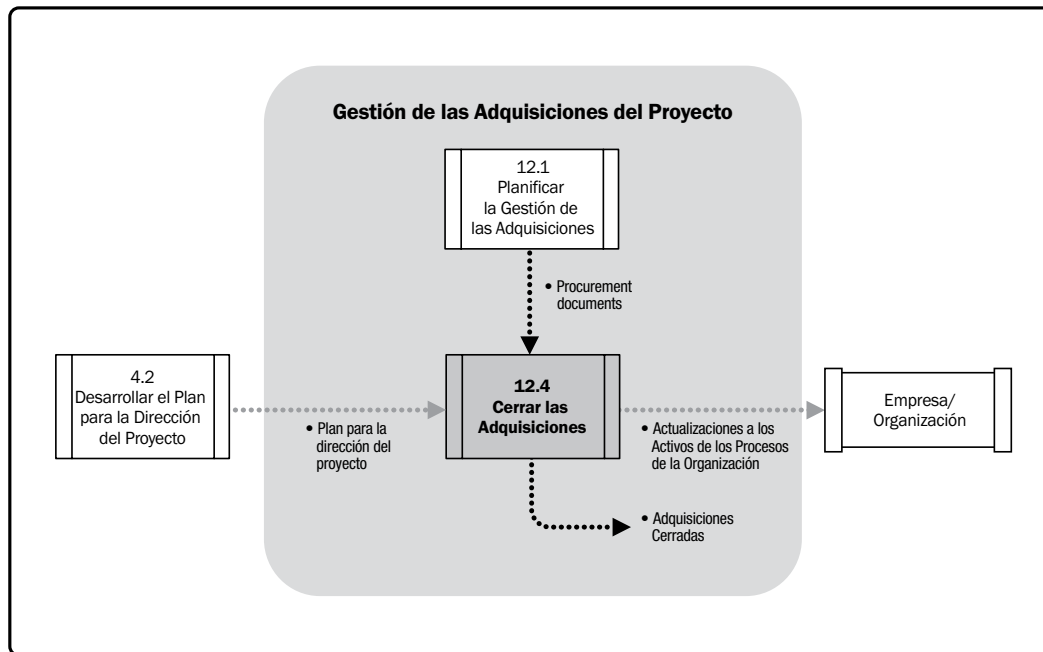 Gestión de las Adquisiciones del Proyecto
12.1
Planificar
la Gestión de
las Adquisiciones
• Procurement
documents
4.2
Desarrollar el Plan
para la Dirección
del Proyecto
• Plan para la
dirección del
proyecto
12.4
Cerrar las
Adquisiciones
• Actualizaciones a los
Activos de los Procesos
de la Organización
Empresa/
Organización
• Adquisiciones
Cerradas